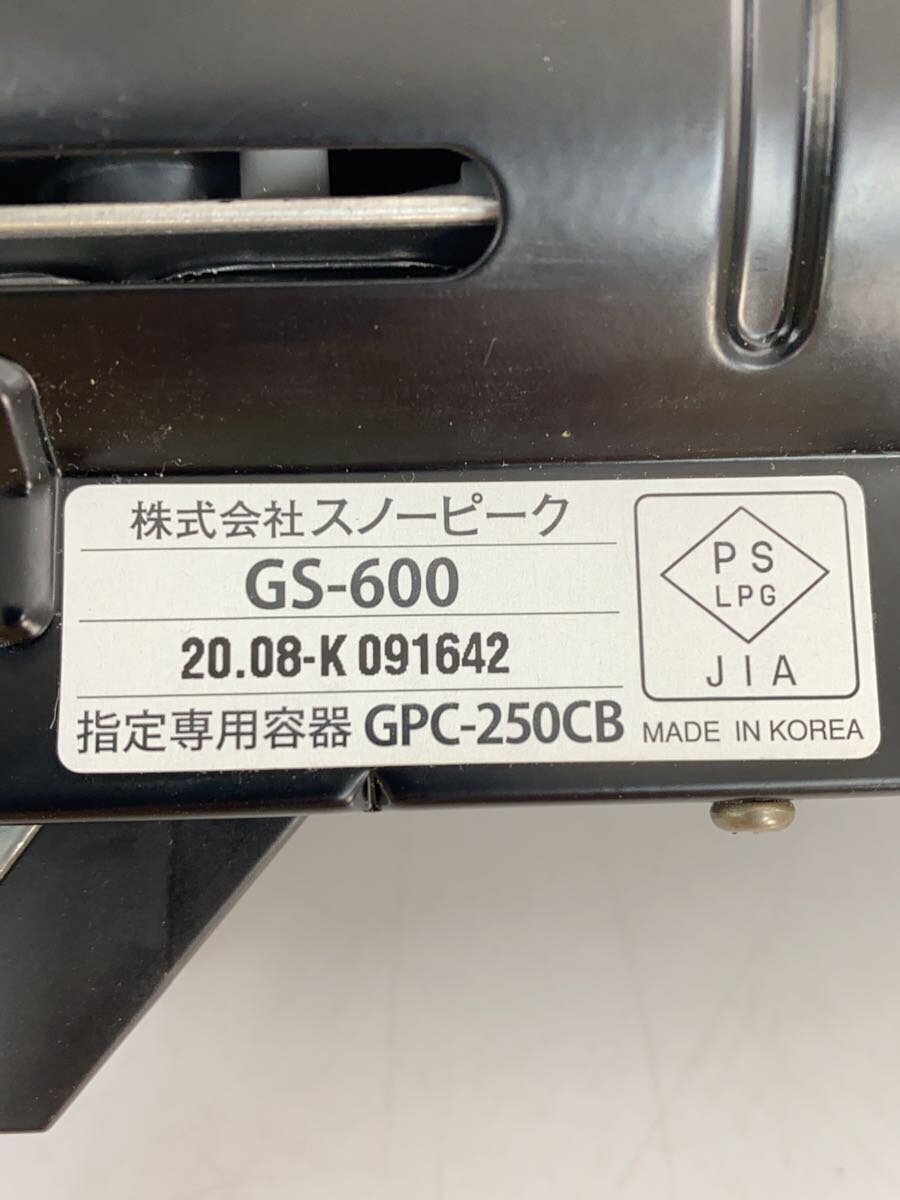 株式会社スノーピーク
GS-600
20.08-K 091642
指定専用容器 GPC-250CB
PS
LPG
JIA
MADE IN KOREA